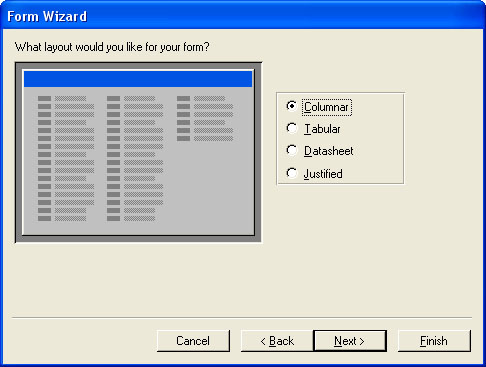 Form Wizard
What layout would you like for your form?
Columnar
Tabular
Datasheet
Justified
Cancel
< Back
Next >
Finish